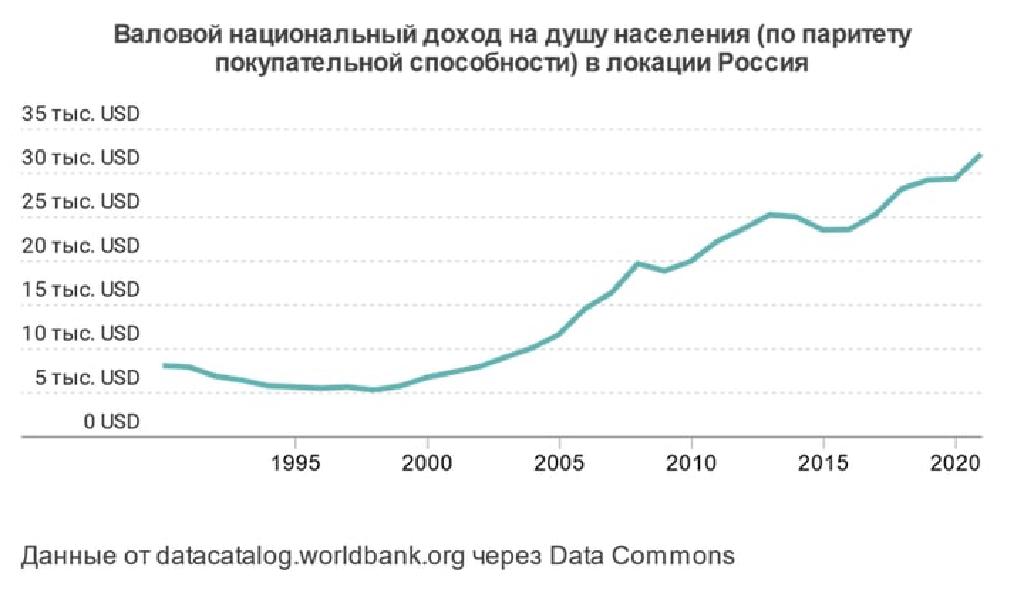 Валовой национальный доход на душу населения (по паритету
покупательной способности) в локации Россия
35 тыс. USD
30 тыс. USD
25 тыс. USD
20 тыс. USD
15 тыс. USD
10 тыс. USD
5 тыс. USD
0 USD
1995 2000 2005 2010 2015 2020
Данные от datacatalog.worldbank.org через Data Commons